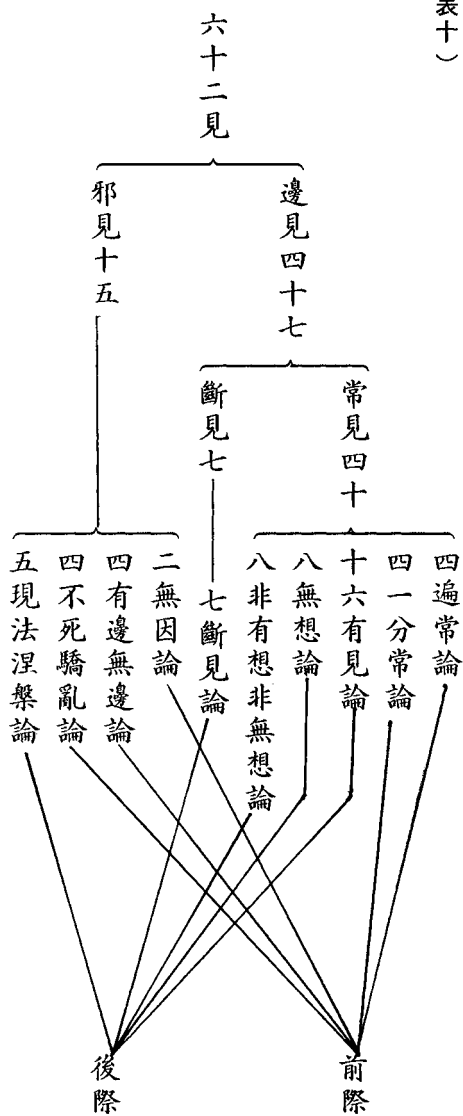 表十）
六十二見
邊見四十七
邪見十五
常見四十
斷見七
四遍常論
四一分常論
十六有見論
八無想論
八非有想非無想論
七斷見論
二無因論
四有邊無邊論
四不死驕亂論
五現法涅槃論
前際
後際